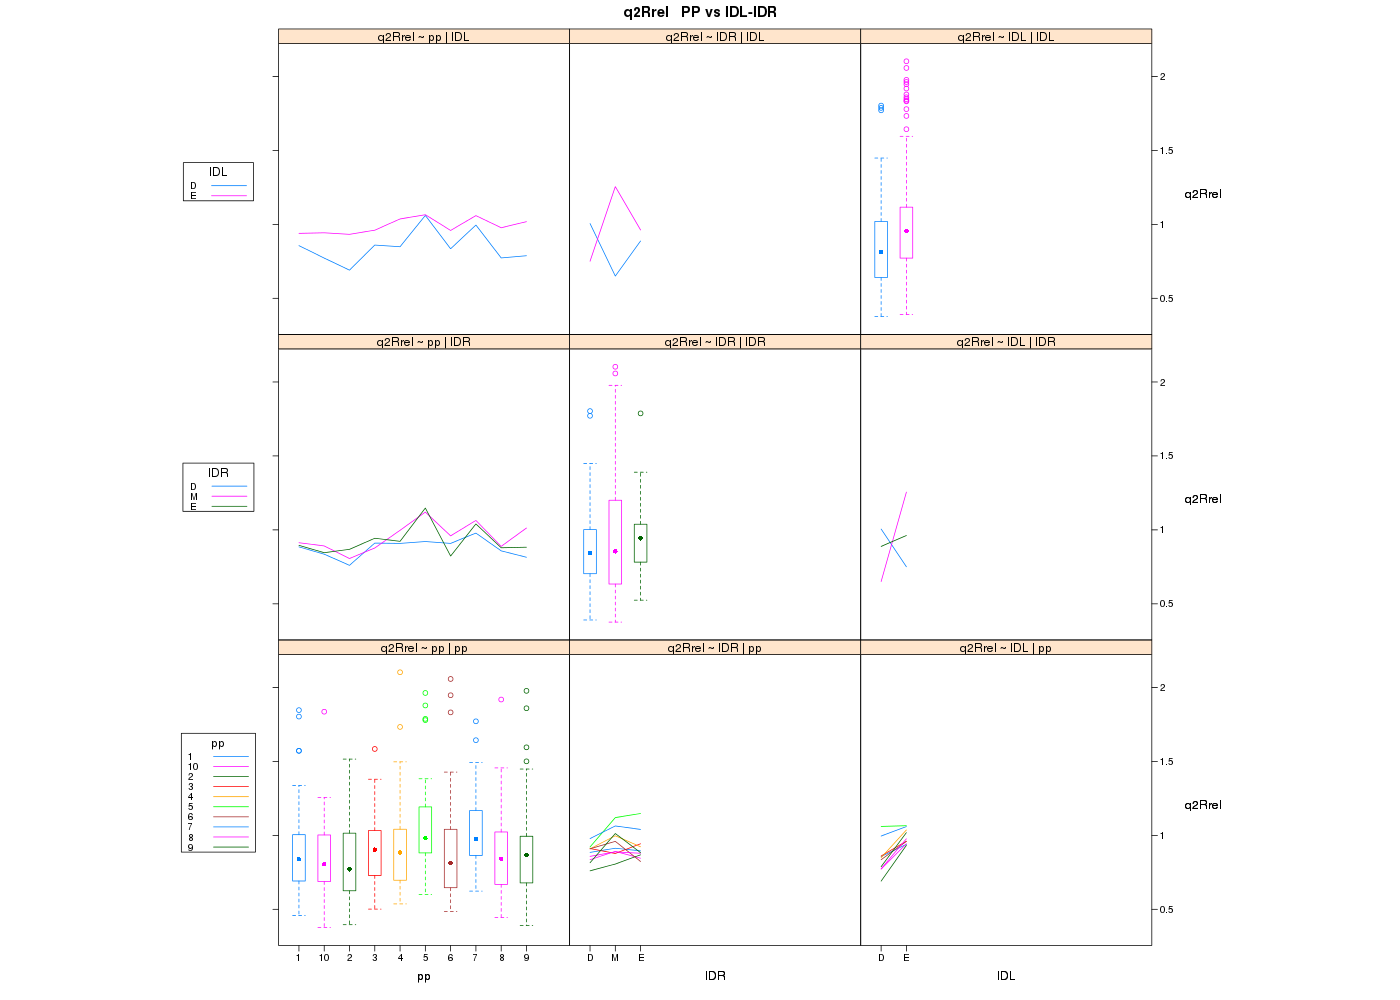 q2Rrel PP vs IDL-IDR
q2Rrel ~ pp | IDL
q2Rrel ~ IDR | IDL
q2Rrel ~ IDL | IDL
2
1.5
1
0.5
q2Rrel
IDL
D
E
q2Rrel ~ pp | IDR
q2Rrel ~ IDR | IDR
q2Rrel ~ IDL | IDR
2
1.5
1
0.5
q2Rrel
IDR
D
M
E
q2Rrel ~ pp | pp
q2Rrel ~ IDR | pp
q2Rrel ~ IDL | pp
2
1.5
1
0.5
q2Rrel
pp
1
10
2
3
4
5
6
7
8
9
1 10 2 3 4 5 6 7 8 9
D M E
D E
pp
IDR
IDL